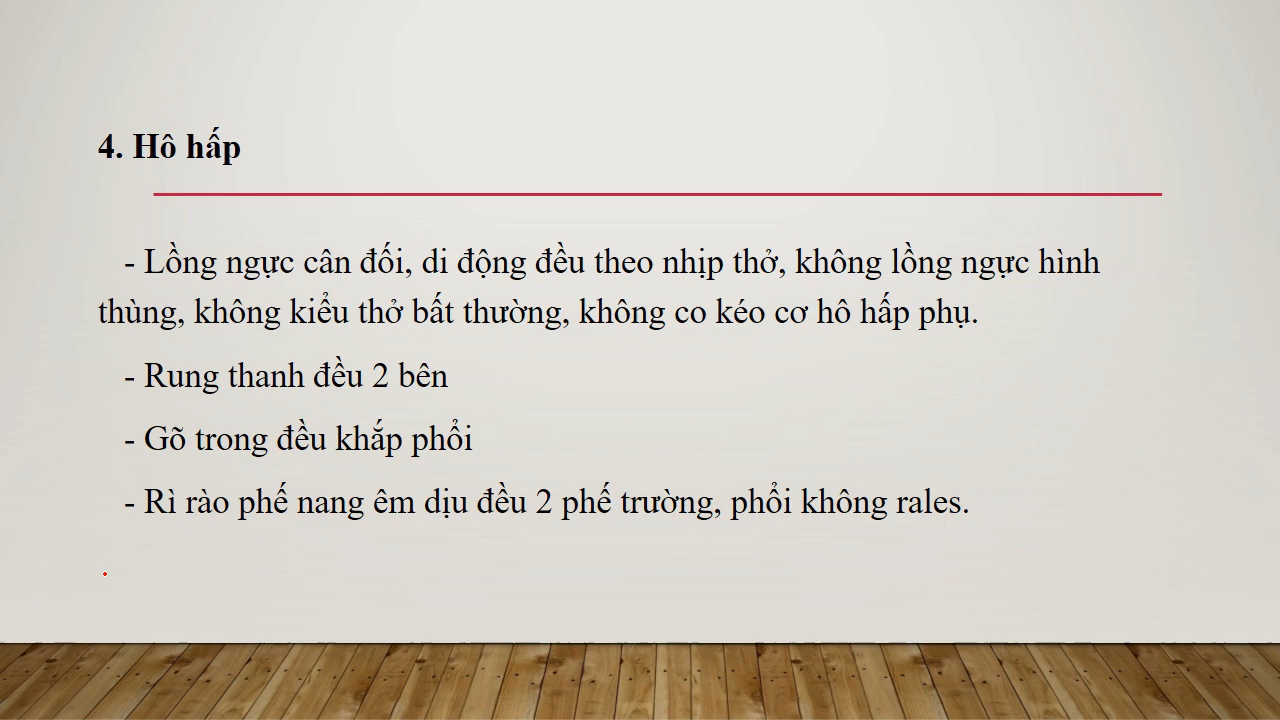 4. Hô hấp
- Lồng ngực cân đối, di động đều theo nhịp thở, không lồng ngực hình
thùng, không kiểu thở bất thường, không co kéo cơ hô hấp phụ.
- Rung thanh đều 2 bên
- Gõ trong đều khắp phổi
- Rì rào phế nang êm dịu đều 2 phế trường, phổi không rales.